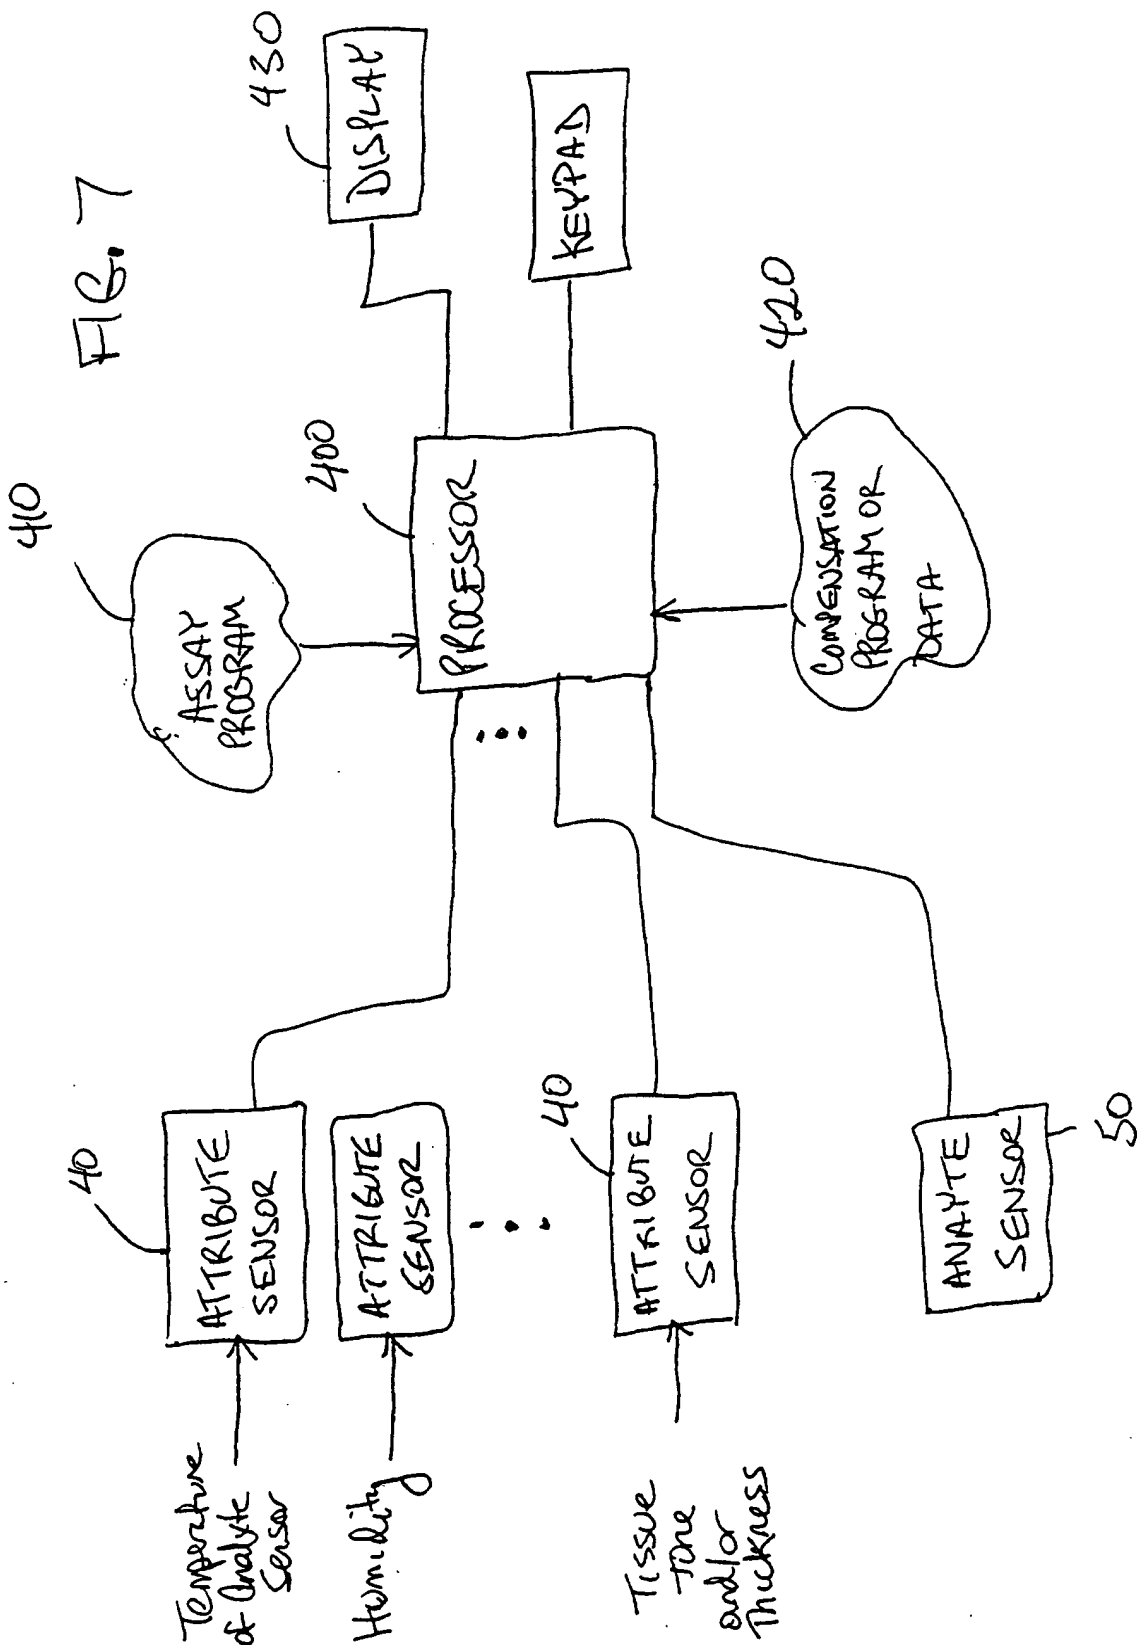 FIG. 7
410
ASSAY
PROGRAM
400
PROCESSOR
430
DISPLAY
KEYPAD
420
COMPENSATION
PROGRAM OR
DATA
Temperature
of analyte
Sensor
40
ATTRIBUTE
SENSOR
Humidity
ATTRIBUTE
SENSOR
Tissue
Tone
and/or
Thickness
40
ATTRIBUTE
SENSOR
ANAYTE
SENSOR
50